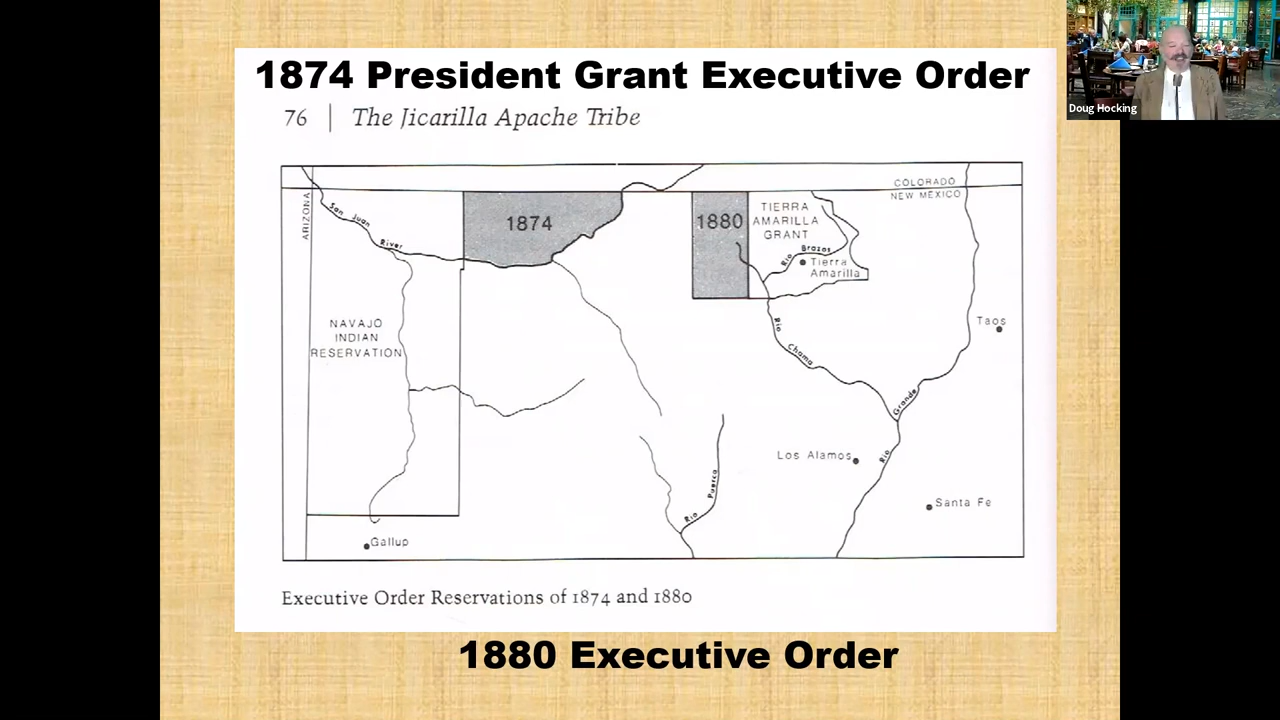 1874 President Grant Executive Order
Doug Hocking
76 | The Jicarilla Apache Tribe
COLORADO
NEW MEXICO
ARIZONA
San Juan
River
1874
1880
TIERRA
AMARILLA
GRANT
Rio Brazos
Tierra
Amarilla
NAVAJO
INDIAN
RESERVATION
Taos
Rio
Chama
Grande
Rio
Los Alamos
Puerco
Rio
Santa Fe
Gallup
Executive Order Reservations of 1874 and 1880
1880 Executive Order